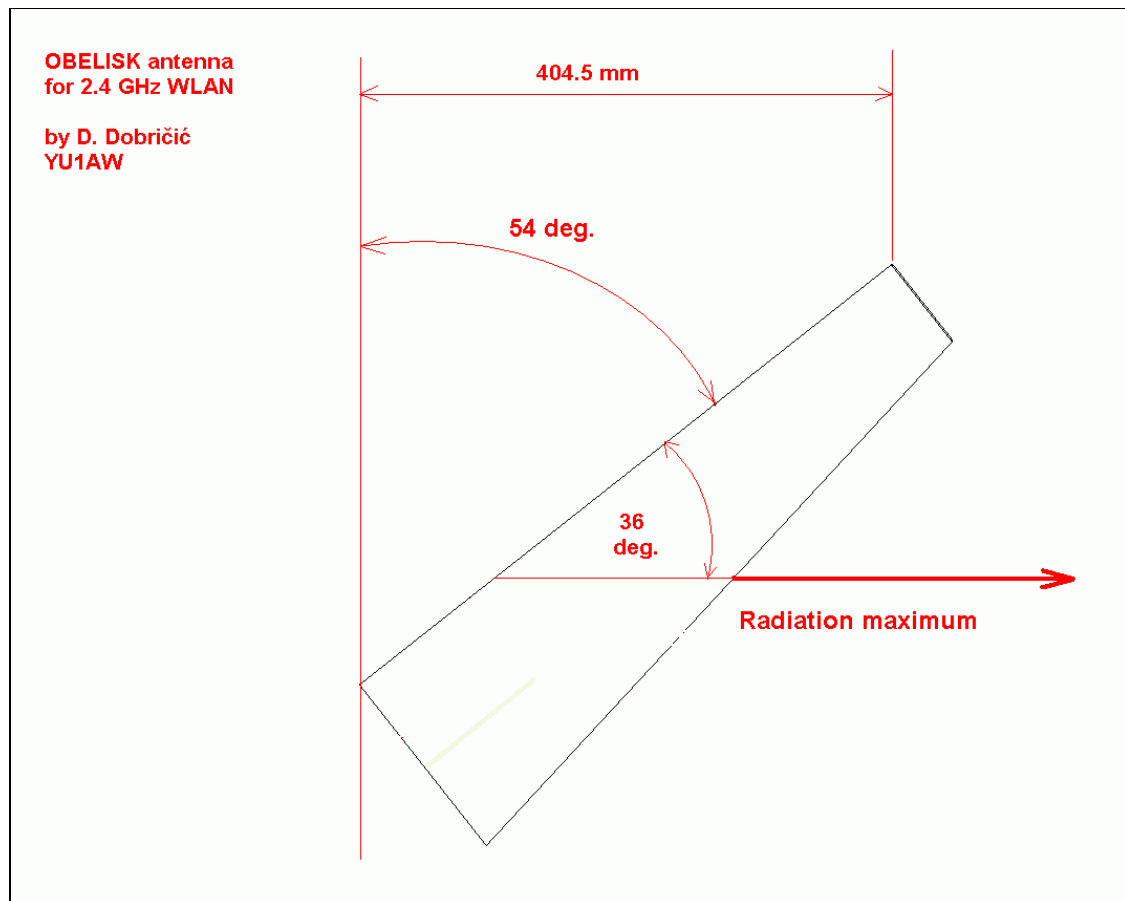 OBELISK antenna
for 2.4 GHz WLAN
by D. Dobričić
YU1AW
404.5 mm
54 deg.
36
deg.
Radiation maximum